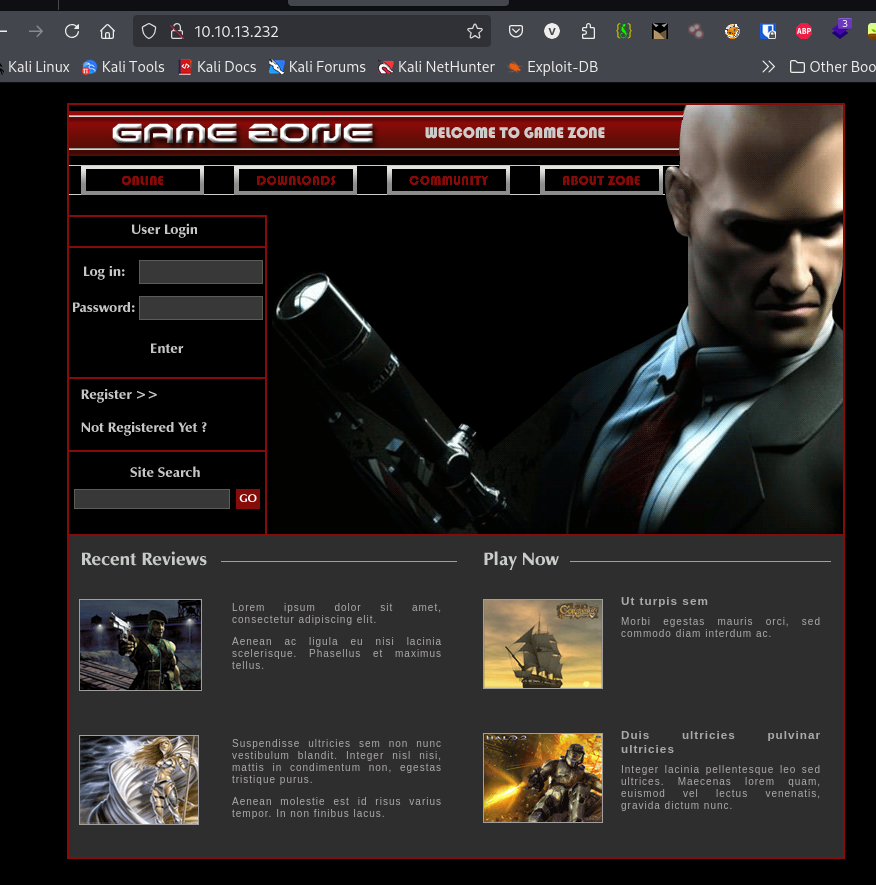 10.10.13.232
ABP
3
Kali Linux
Kali Tools
Kali Docs
Kali Forums
Kali NetHunter
Exploit-DB
Other Boo
GAME ZONE
WELCOME TO GAME ZONE
ONLINE
DOWNLOADS
COMMUNITY
ABOUT ZONE
User Login
Log in:
Password:
Enter
Register >>
Not Registered Yet ?
Site Search
GO
Recent Reviews
Lorem ipsum dolor sit amet,
consectetur adipiscing elit.
Aenean ac ligula eu nisi lacinia
scelerisque. Phasellus et maximus
tellus.
Suspendisse ultricies sem non nunc
vestibulum blandit. Integer nisl nisi,
mattis in condimentum non, egestas
tristique purus.
Aenean molestie est id risus varius
tempor. In non finibus lacus.
Play Now
Ut turpis sem
Morbi egestas mauris orci, sed
commodo diam interdum ac.
HALO 2
Duis ultricies pulvinar
ultricies
Integer lacinia pellentesque leo sed
ultrices. Maecenas lorem quam,
euismod vel lectus venenatis,
gravida dictum nunc.